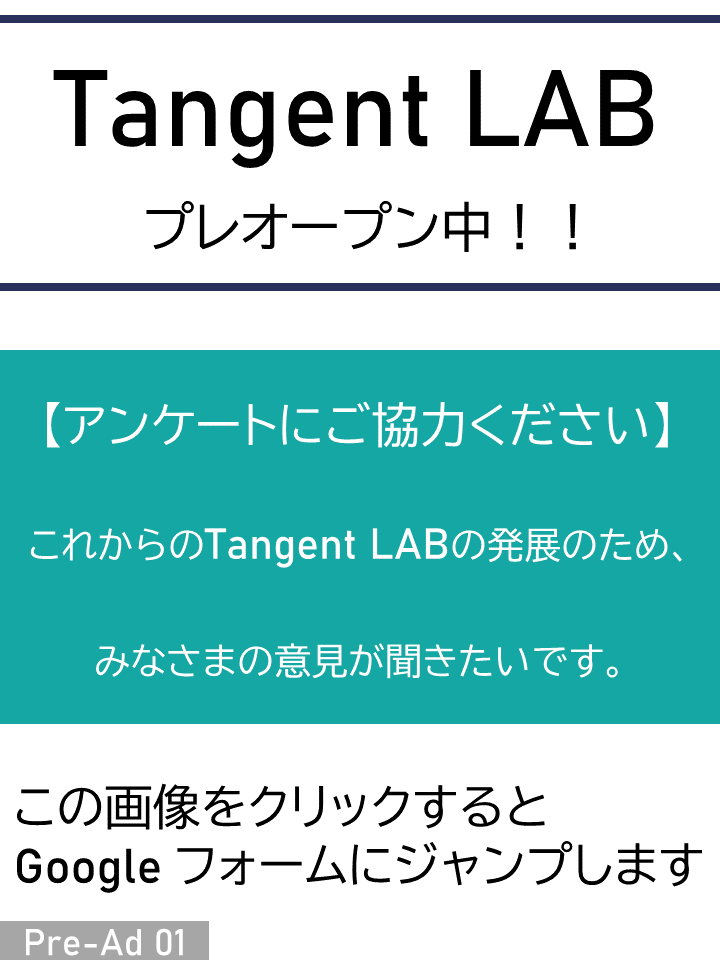 Tangent LAB
プレオープン中！！
【アンケートにご協力ください】
これからのTangent LABの発展のため、
みなさまの意見が聞きたいです。
この画像をクリックすると
Google フォームにジャンプします
Pre-Ad 01